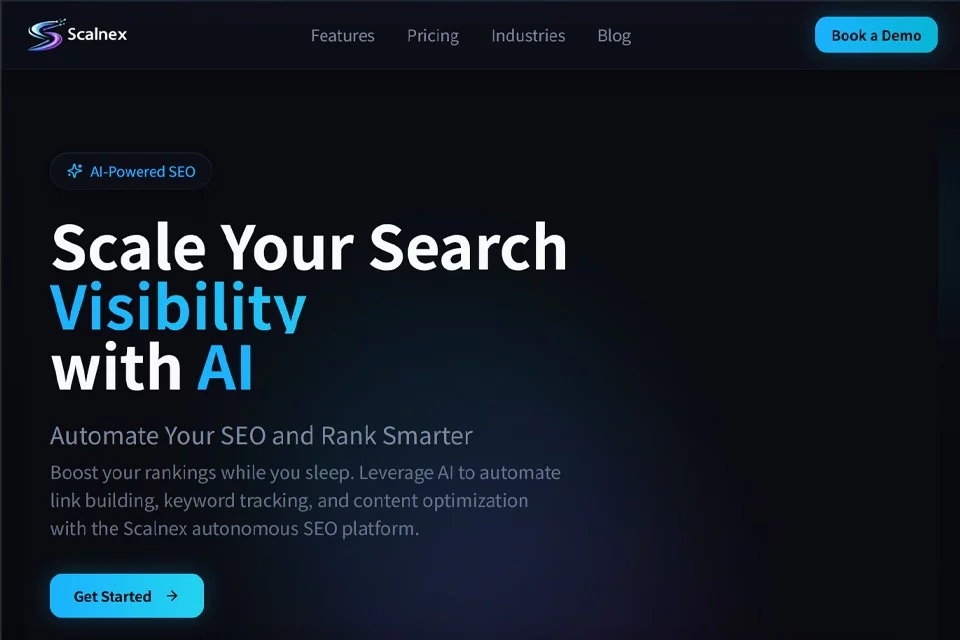 Scalnex
Features
Pricing
Industries
Blog
Book a Demo
AI-Powered SEO
Scale Your Search
Visibility
with AI
Automate Your SEO and Rank Smarter
Boost your rankings while you sleep. Leverage AI to automate
link building, keyword tracking, and content optimization
with the Scalnex autonomous SEO platform.
Get Started